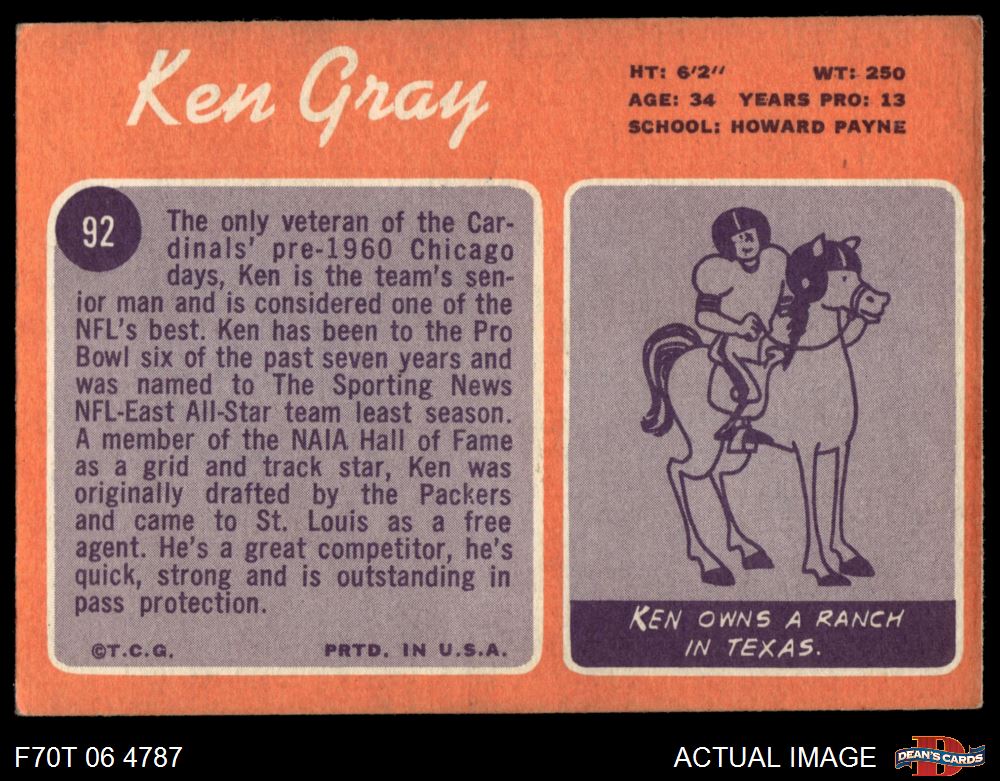 Ken Gray
HT: 6'2" WT: 250
AGE: 34 YEARS PRO: 13
SCHOOL: HOWARD PAYNE
92
The only veteran of the Car-
dinals' pre-1960 Chicago
days, Ken is the team's sen-
ior man and is considered one of the
NFL's best. Ken has been to the Pro
Bowl six of the past seven years and
was named to The Sporting News
NFL-East All-Star team least season.
A member of the NAIA Hall of Fame
as a grid and track star, Ken was
originally drafted by the Packers
and came to St. Louis as a free
agent. He's a great competitor, he's
quick, strong and is outstanding in
pass protection.
©T.C.G. PRTD. IN U.S.A.
KEN OWNS A RANCH
IN TEXAS.
F70T 06 4787
ACTUAL IMAGE
D
DEAN'S CARDS